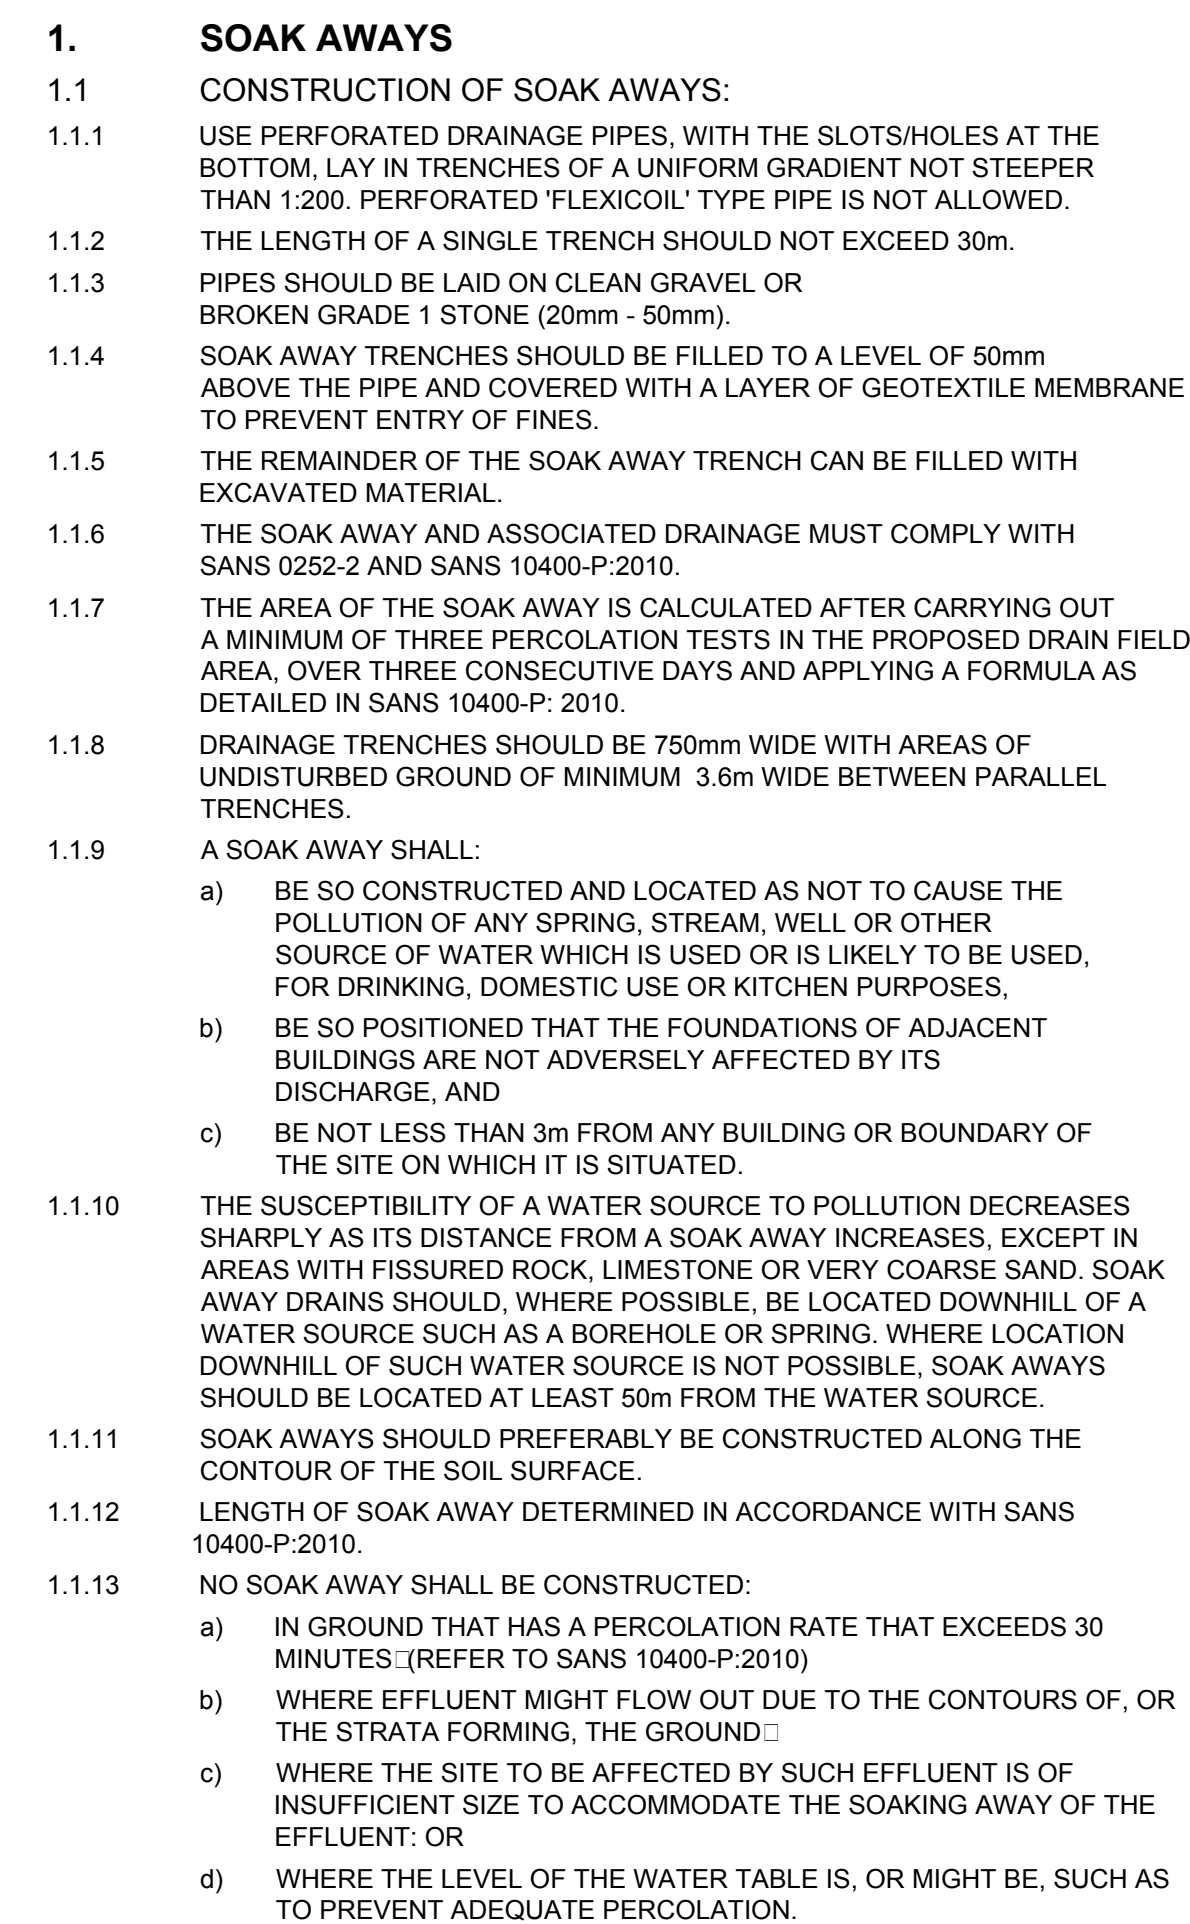 1. SOAK AWAYS
1.1 CONSTRUCTION OF SOAK AWAYS:
1.1.1 USE PERFORATED DRAINAGE PIPES, WITH THE SLOTS/HOLES AT THE
BOTTOM, LAY IN TRENCHES OF A UNIFORM GRADIENT NOT STEEPER
THAN 1:200. PERFORATED 'FLEXICOIL' TYPE PIPE IS NOT ALLOWED.
1.1.2 THE LENGTH OF A SINGLE TRENCH SHOULD NOT EXCEED 30m.
1.1.3 PIPES SHOULD BE LAID ON CLEAN GRAVEL OR
BROKEN GRADE 1 STONE (20mm - 50mm).
1.1.4 SOAK AWAY TRENCHES SHOULD BE FILLED TO A LEVEL OF 50mm
ABOVE THE PIPE AND COVERED WITH A LAYER OF GEOTEXTILE MEMBRANE
TO PREVENT ENTRY OF FINES.
1.1.5 THE REMAINDER OF THE SOAK AWAY TRENCH CAN BE FILLED WITH
EXCAVATED MATERIAL.
1.1.6 THE SOAK AWAY AND ASSOCIATED DRAINAGE MUST COMPLY WITH
SANS 0252-2 AND SANS 10400-P:2010.
1.1.7 THE AREA OF THE SOAK AWAY IS CALCULATED AFTER CARRYING OUT
A MINIMUM OF THREE PERCOLATION TESTS IN THE PROPOSED DRAIN FIELD
AREA, OVER THREE CONSECUTIVE DAYS AND APPLYING A FORMULA AS
DETAILED IN SANS 10400-P: 2010.
1.1.8 DRAINAGE TRENCHES SHOULD BE 750mm WIDE WITH AREAS OF
UNDISTURBED GROUND OF MINIMUM 3.6m WIDE BETWEEN PARALLEL
TRENCHES.
1.1.9 A SOAK AWAY SHALL:
a) BE SO CONSTRUCTED AND LOCATED AS NOT TO CAUSE THE
POLLUTION OF ANY SPRING, STREAM, WELL OR OTHER
SOURCE OF WATER WHICH IS USED OR IS LIKELY TO BE USED,
FOR DRINKING, DOMESTIC USE OR KITCHEN PURPOSES,
b) BE SO POSITIONED THAT THE FOUNDATIONS OF ADJACENT
BUILDINGS ARE NOT ADVERSELY AFFECTED BY ITS
DISCHARGE, AND
c) BE NOT LESS THAN 3m FROM ANY BUILDING OR BOUNDARY OF
THE SITE ON WHICH IT IS SITUATED.
1.1.10 THE SUSCEPTIBILITY OF A WATER SOURCE TO POLLUTION DECREASES
SHARPLY AS ITS DISTANCE FROM A SOAK AWAY INCREASES, EXCEPT IN
AREAS WITH FISSURED ROCK, LIMESTONE OR VERY COARSE SAND. SOAK
AWAY DRAINS SHOULD, WHERE POSSIBLE, BE LOCATED DOWNHILL OF A
WATER SOURCE SUCH AS A BOREHOLE OR SPRING. WHERE LOCATION
DOWNHILL OF SUCH WATER SOURCE IS NOT POSSIBLE, SOAK AWAYS
SHOULD BE LOCATED AT LEAST 50m FROM THE WATER SOURCE.
1.1.11 SOAK AWAYS SHOULD PREFERABLY BE CONSTRUCTED ALONG THE
CONTOUR OF THE SOIL SURFACE.
1.1.12 LENGTH OF SOAK AWAY DETERMINED IN ACCORDANCE WITH SANS
10400-P:2010.
1.1.13 NO SOAK AWAY SHALL BE CONSTRUCTED:
a) IN GROUND THAT HAS A PERCOLATION RATE THAT EXCEEDS 30
MINUTES□(REFER TO SANS 10400-P:2010)
b) WHERE EFFLUENT MIGHT FLOW OUT DUE TO THE CONTOURS OF, OR
THE STRATA FORMING, THE GROUND□
c) WHERE THE SITE TO BE AFFECTED BY SUCH EFFLUENT IS OF
INSUFFICIENT SIZE TO ACCOMMODATE THE SOAKING AWAY OF THE
EFFLUENT: OR
d) WHERE THE LEVEL OF THE WATER TABLE IS, OR MIGHT BE, SUCH AS
TO PREVENT ADEQUATE PERCOLATION.